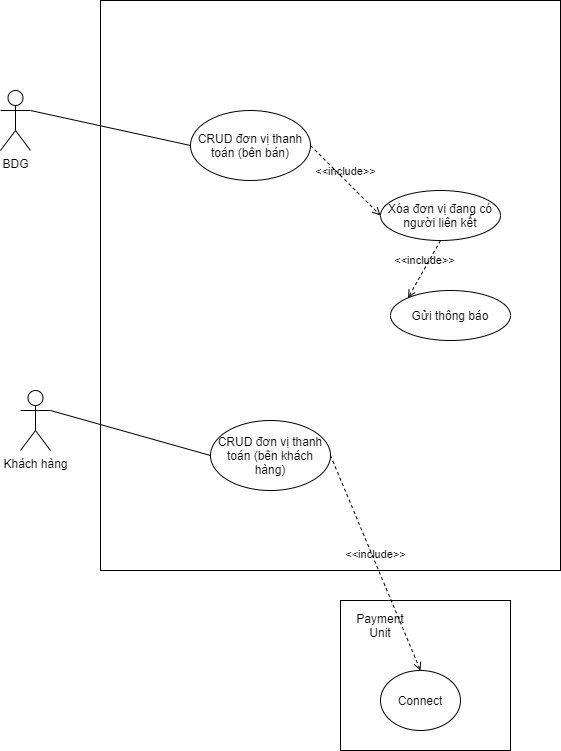 BDG
CRUD đơn vị thanh
toán (bên bán)
<<include>>
Xóa đơn vị đang có
người liên kết
<<include>>
Gửi thông báo
Khách hàng
CRUD đơn vị thanh
toán (bên khách
hàng)
<<include>>
Payment
Unit
Connect